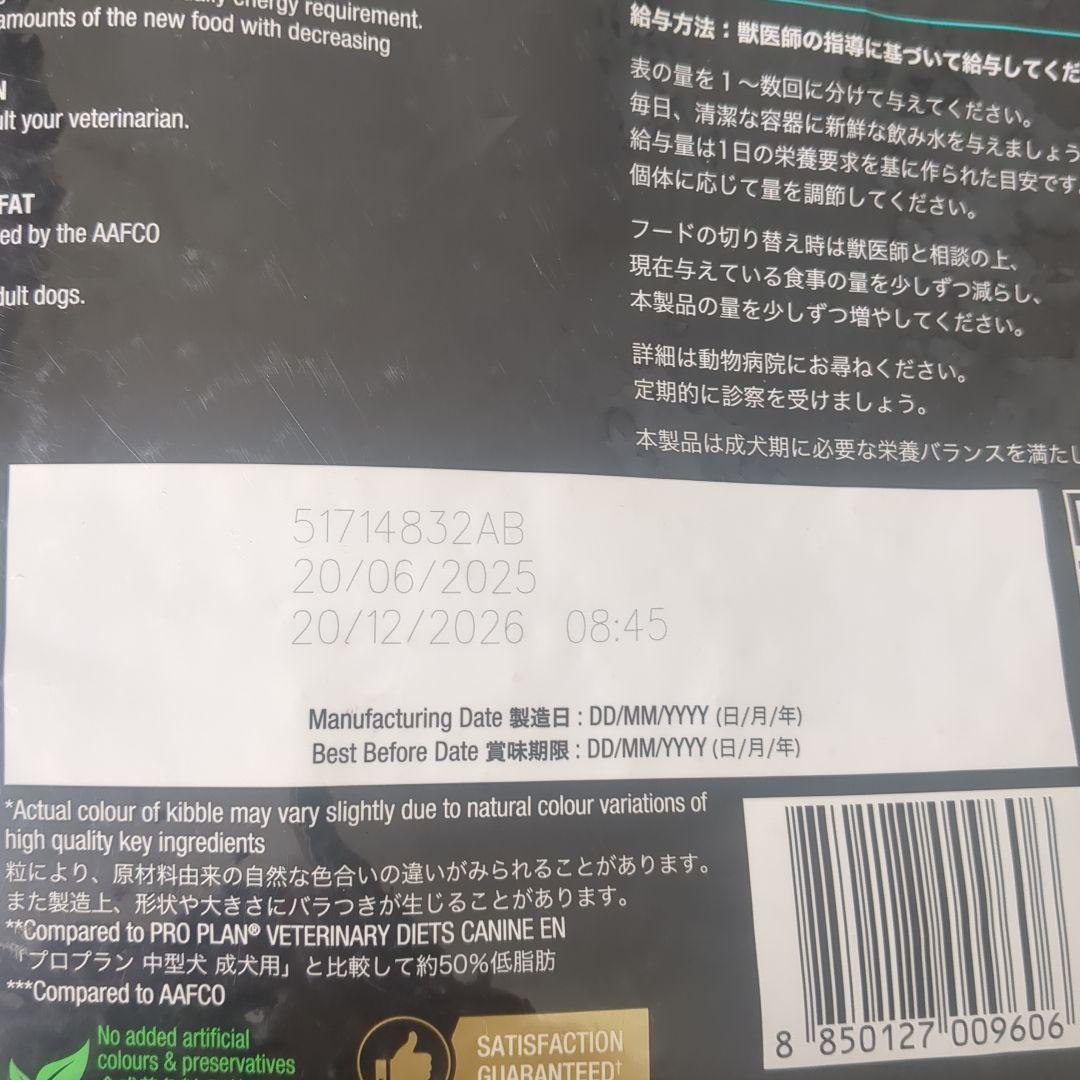 energy requirement.
amounts of the new food with decreasing
ult your veterinarian.
FAT
ed by the AAFCO
dult dogs.
給与方法：獣医師の指導に基づいて給与してくだ
表の量を１～数回に分けて与えてください。
毎日、清潔な容器に新鮮な飲み水を与えましょう
給与量は1日の栄養要求を基に作られた目安です。
個体に応じて量を調節してください。
フードの切り替え時は獣医師と相談の上、
現在与えている食事の量を少しずつ減らし、
本製品の量を少しずつ増やしてください。
詳細は動物病院にお尋ねください。
定期的に診察を受けましょう。
本製品は成犬期に必要な栄養バランスを満たし
51714832AB
20/06/2025
20/12/2026 08:45
Manufacturing Date 製造日 : DD/MM/YYYY (日/月/年)
Best Before Date 賞味期限 : DD/MM/YYYY (日/月/年)
*Actual colour of kibble may vary slightly due to natural colour variations of
high quality key ingredients
粒により、原材料由来の自然な色合いの違いがみられることがあります。
また製造上、形状や大きさにバラつきが生じることがあります。
**Compared to PRO PLAN® VETERINARY DIETS CANINE EN
「プロプラン 中型犬 成犬用」と比較して約50%低脂肪
***Compared to AAFCO
No added artificial
colours & preservatives
SATISFACTION
GUARANTEED†
8 850127 009606